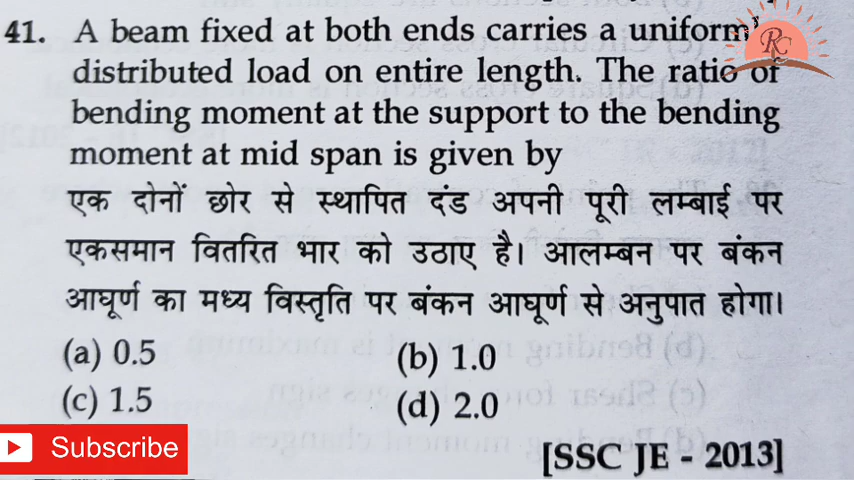 41. A beam fixed at both ends carries a uniformly
distributed load on entire length. The ratio of
bending moment at the support to the bending
moment at mid span is given by
एक दोनों छोर से स्थापित दंड अपनी पूरी लम्बाई पर
एकसमान वितरित भार को उठाए है। आलम्बन पर बंकन
आघूर्ण का मध्य विस्तृति पर बंकन आघूर्ण से अनुपात होगा।
(a) 0.5 (b) 1.0
(c) 1.5 (d) 2.0
[SSC JE - 2013]
RC
Subscribe